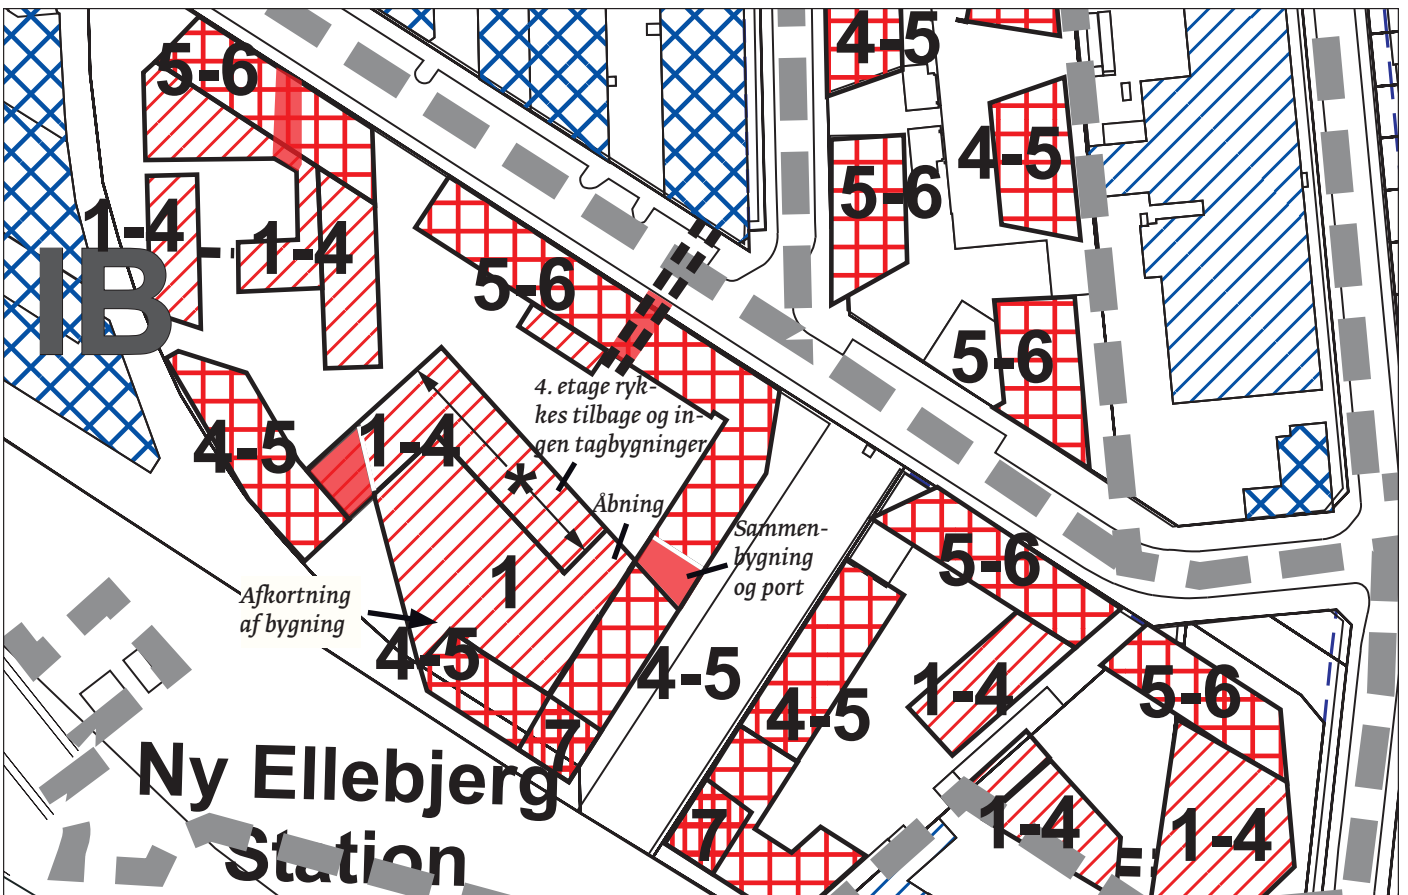 4-5
5-6
4-5
5-6
1-4
1-4
IB
5-6
5-6
4. etage ryk-
kes tilbage og in-
gen tagbygninger
1-4
4-5
*
Åbning
Sammen-
bygning
og port
5-6
1
Afkortning
af bygning
4-5
4-5
1-4
5-6
4-5
7
Ny Ellebjerg
Station
7
1-4
1-4